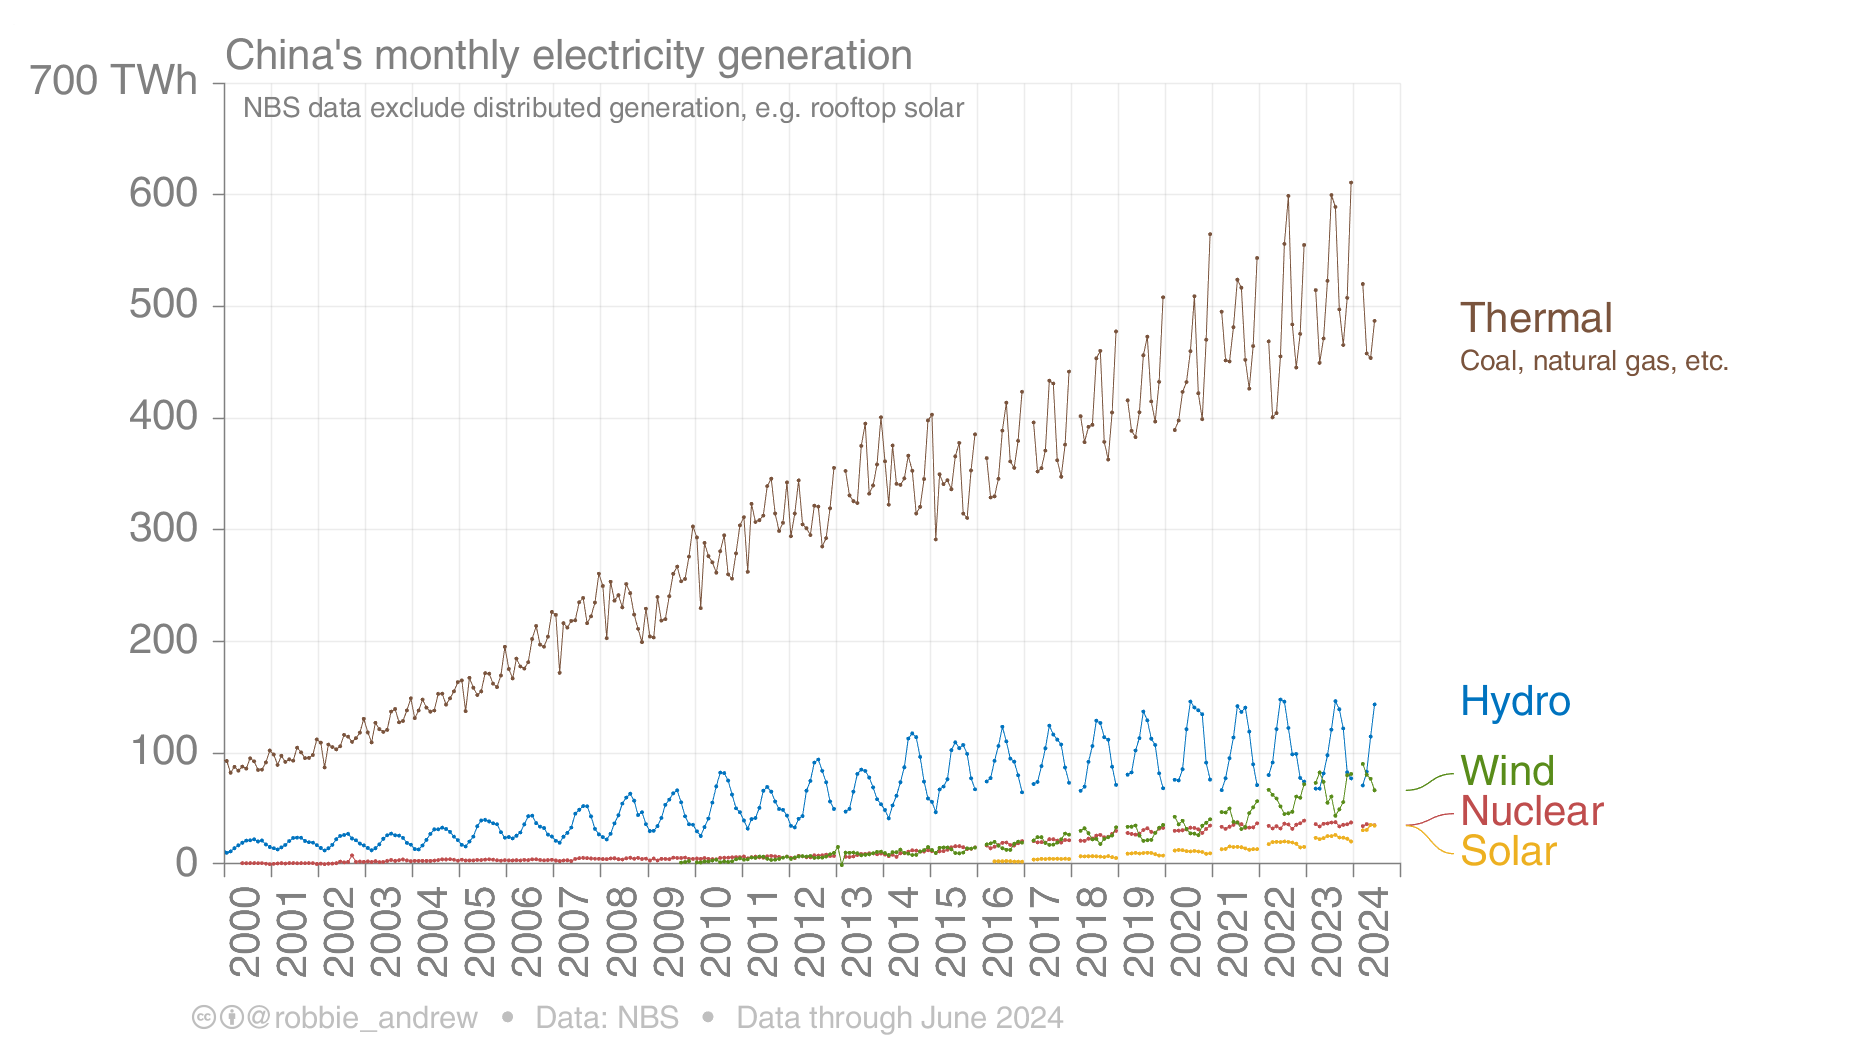 China's monthly electricity generation
700 TWh
NBS data exclude distributed generation, e.g. rooftop solar
600
500
Thermal
Coal, natural gas, etc.
400
300
200
Hydro
100
Wind
Nuclear
Solar
0
2000 2001 2002 2003 2004 2005 2006 2007 2008 2009 2010 2011 2012 2013 2014 2015 2016 2017 2018 2019 2020 2021 2022 2023 2024
cc @robbie_andrew • Data: NBS • Data through June 2024